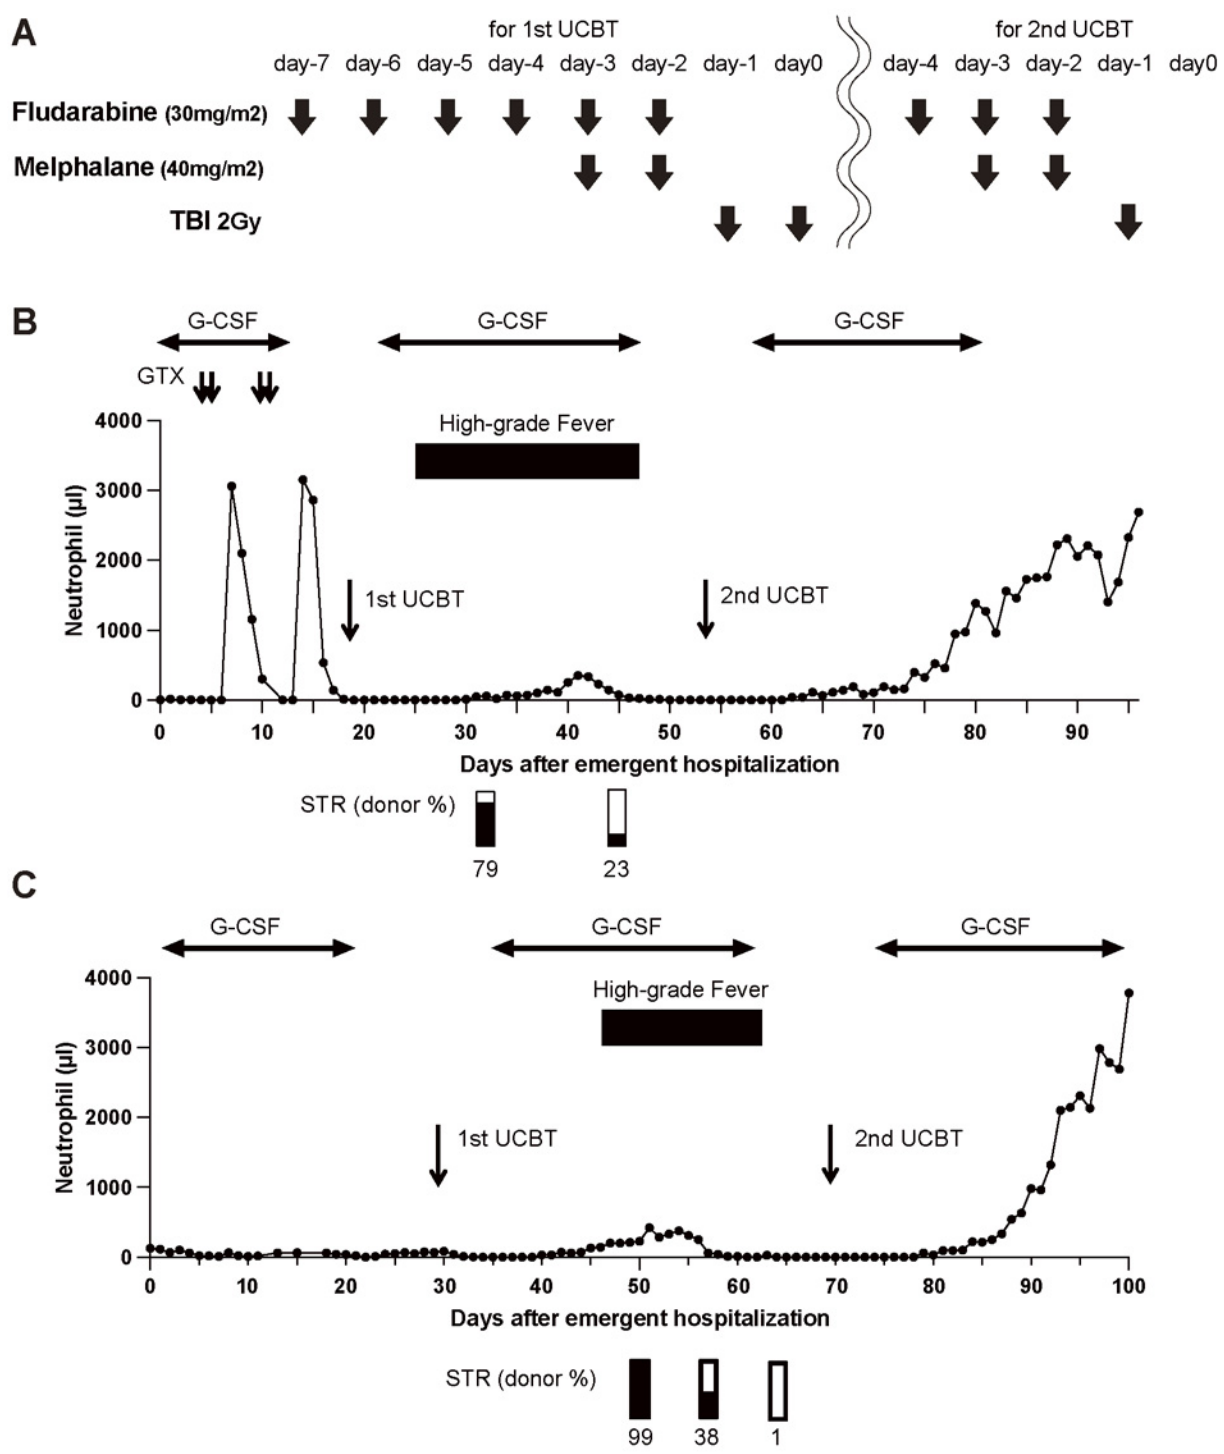 A
for 1st UCBT for 2nd UCBT
day-7 day-6 day-5 day-4 day-3 day-2 day-1 day0 day-4 day-3 day-2 day-1 day0
Fludarabine (30mg/m2)
Melphalane (40mg/m2)
TBI 2Gy
B
G-CSF G-CSF G-CSF
GTX
High-grade Fever
4000
3000
2000
1000
0
Neutrophil (µl)
1st UCBT
2nd UCBT
0 10 20 30 40 50 60 70 80 90
Days after emergent hospitalization
STR (donor %)
79 23
C
G-CSF G-CSF G-CSF
High-grade Fever
4000
3000
2000
1000
0
Neutrophil (µl)
1st UCBT
2nd UCBT
0 10 20 30 40 50 60 70 80 90 100
Days after emergent hospitalization
STR (donor %)
99 38 1